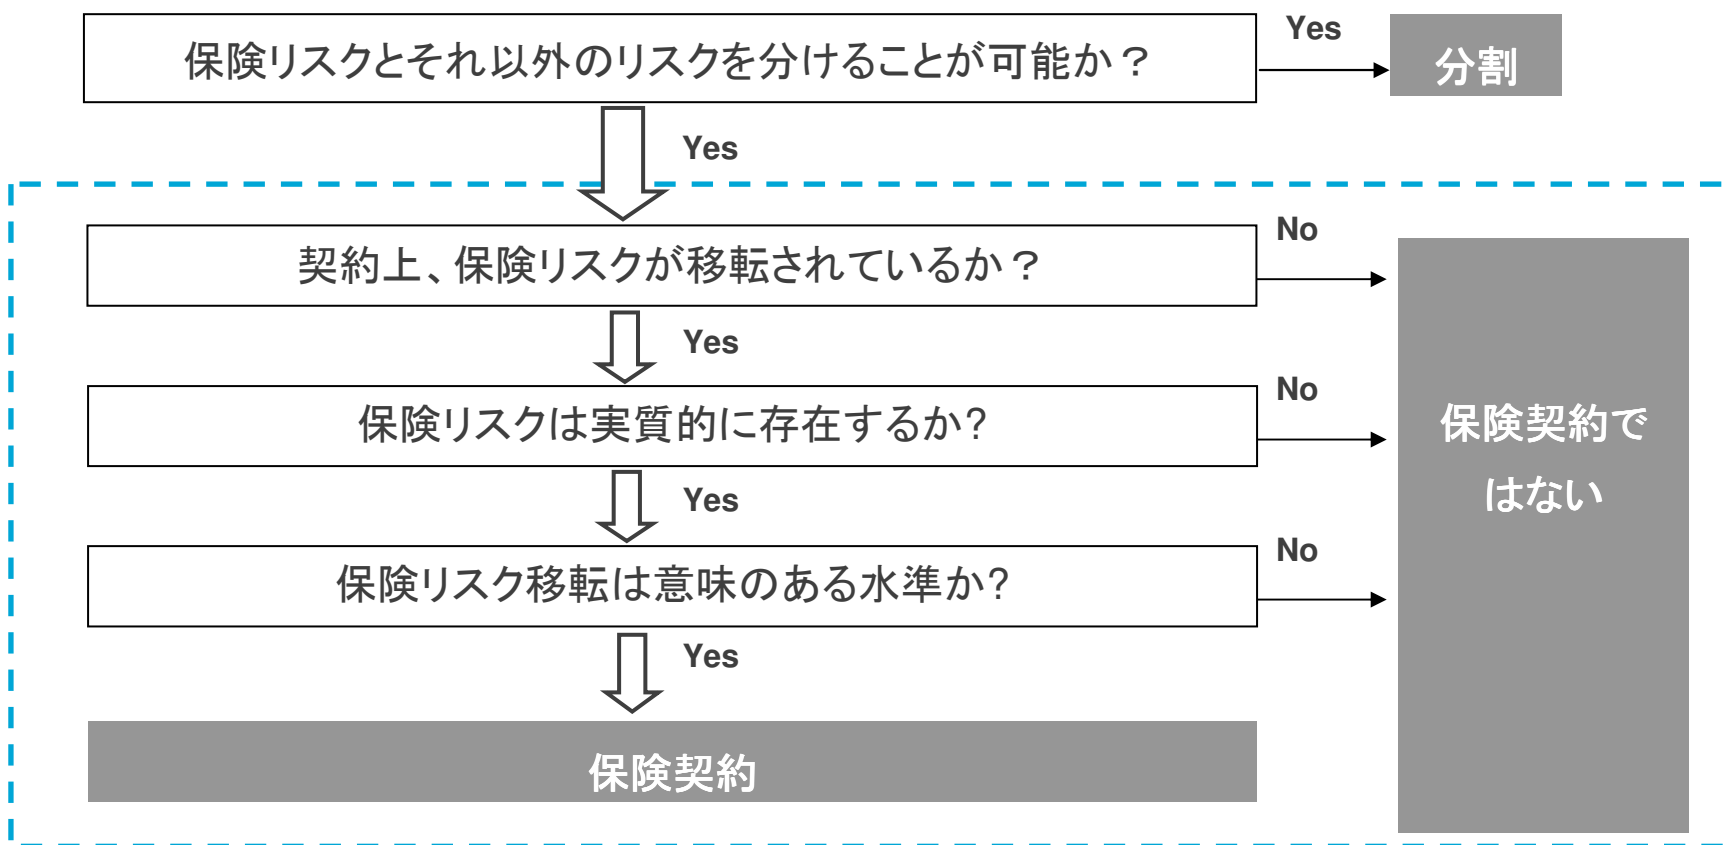 保険リスクとそれ以外のリスクを分けることが可能か？
Yes
分割
Yes
契約上、保険リスクが移転されているか？
No
Yes
保険リスクは実質的に存在するか?
No
保険契約で
はない
Yes
保険リスク移転は意味のある水準か?
No
Yes
保険契約